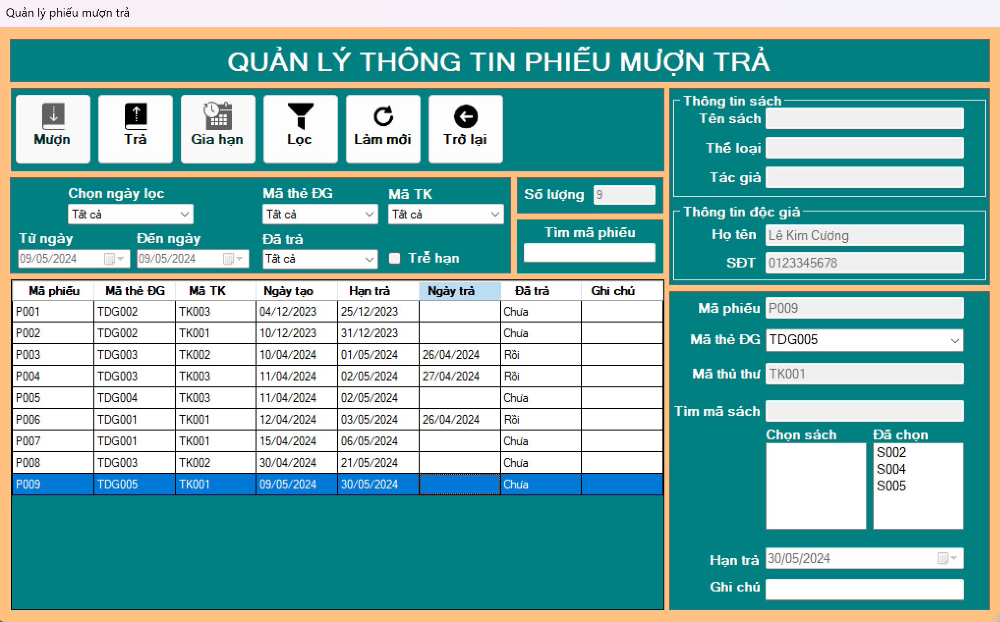 Quản lý phiếu mượn trả
QUẢN LÝ THÔNG TIN PHIẾU MƯỢN TRẢ
Mượn Trả Gia hạn Lọc Làm mới Trở lại
Chọn ngày lọc Mã thẻ ĐG Mã TK
Tất cả Tất cả Tất cả
Từ ngày Đến ngày Đã trả
09/05/2024 09/05/2024 Tất cả Trễ hạn
Số lượng 9
Tìm mã phiếu
Mã phiếu Mã thẻ ĐG Mã TK Ngày tạo Hạn trả Ngày trả Đã trả Ghi chú
P001 TDG002 TK003 04/12/2023 25/12/2023 Chưa
P002 TDG002 TK001 10/12/2023 31/12/2023 Chưa
P003 TDG003 TK002 10/04/2024 01/05/2024 26/04/2024 Rồi
P004 TDG003 TK003 11/04/2024 02/05/2024 27/04/2024 Rồi
P005 TDG004 TK003 11/04/2024 02/05/2024 Chưa
P006 TDG001 TK001 12/04/2024 03/05/2024 26/04/2024 Rồi
P007 TDG001 TK001 15/04/2024 06/05/2024 Chưa
P008 TDG003 TK002 30/04/2024 21/05/2024 Chưa
P009 TDG005 TK001 09/05/2024 30/05/2024 Chưa
Thông tin sách
Tên sách
Thể loại
Tác giả
Thông tin độc giả
Họ tên Lê Kim Cương
SĐT 0123345678
Mã phiếu P009
Mã thẻ ĐG TDG005
Mã thủ thư TK001
Tìm mã sách
Chọn sách Đã chọn
S002
S004
S005
Hạn trả 30/05/2024
Ghi chú